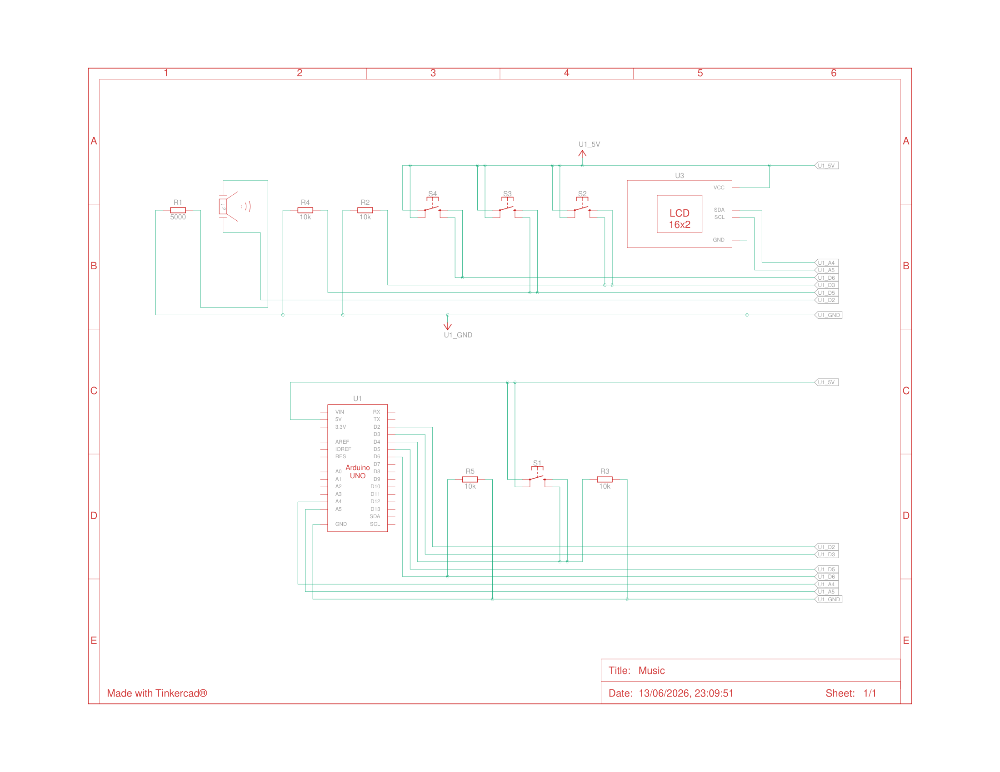 1 2 3 4 5 6
A A
U1_5V
U1_5V
U3
VCC
S4 S3 S2
R1 R4 R2
1 2
5000 10k 10k
SDA
LCD
SCL
16x2
GND
U1_A4
B B
U1_A5
U1_D6
U1_D3
U1_D5
U1_D2
U1_GND
U1_GND
U1_5V
C C
U1
VIN RX
5V TX
3.3V D2
D3
AREF D4
IOREF D5
RES D6
D7
Arduino
UNO
A0 D8
A1 D9
A2 D10
A3 D11
A4 D12
A5 D13
SDA
GND SCL
S1
R5 R3
10k 10k
D D
U1_D2
U1_D3
U1_D5
U1_D6
U1_A4
U1_A5
U1_GND
E E
Title: Music
Made with Tinkercad®
Date: 13/06/2026, 23:09:51 Sheet: 1/1